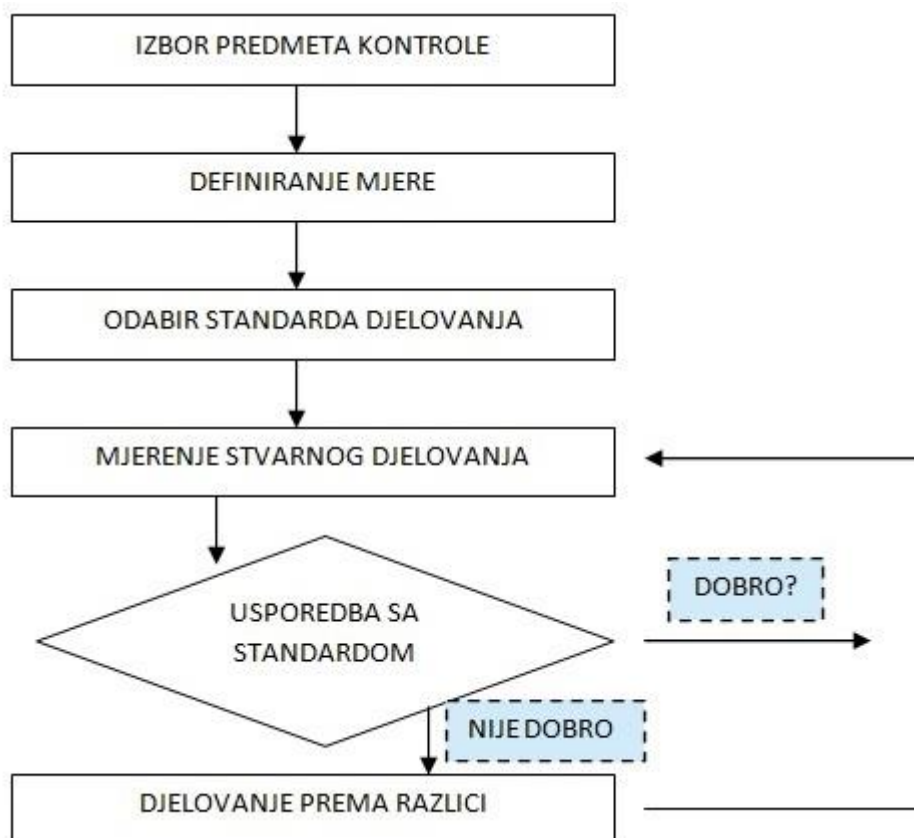 IZBOR PREDMETA KONTROLE
DEFINIRANJE MJERE
ODABIR STANDARDA DJELOVANJA
MJERENJE STVARNOG DJELOVANJA
USPOREDBA SA
STANDARDOM
DOBRO?
NIJE DOBRO
DJELOVANJE PREMA RAZLICI